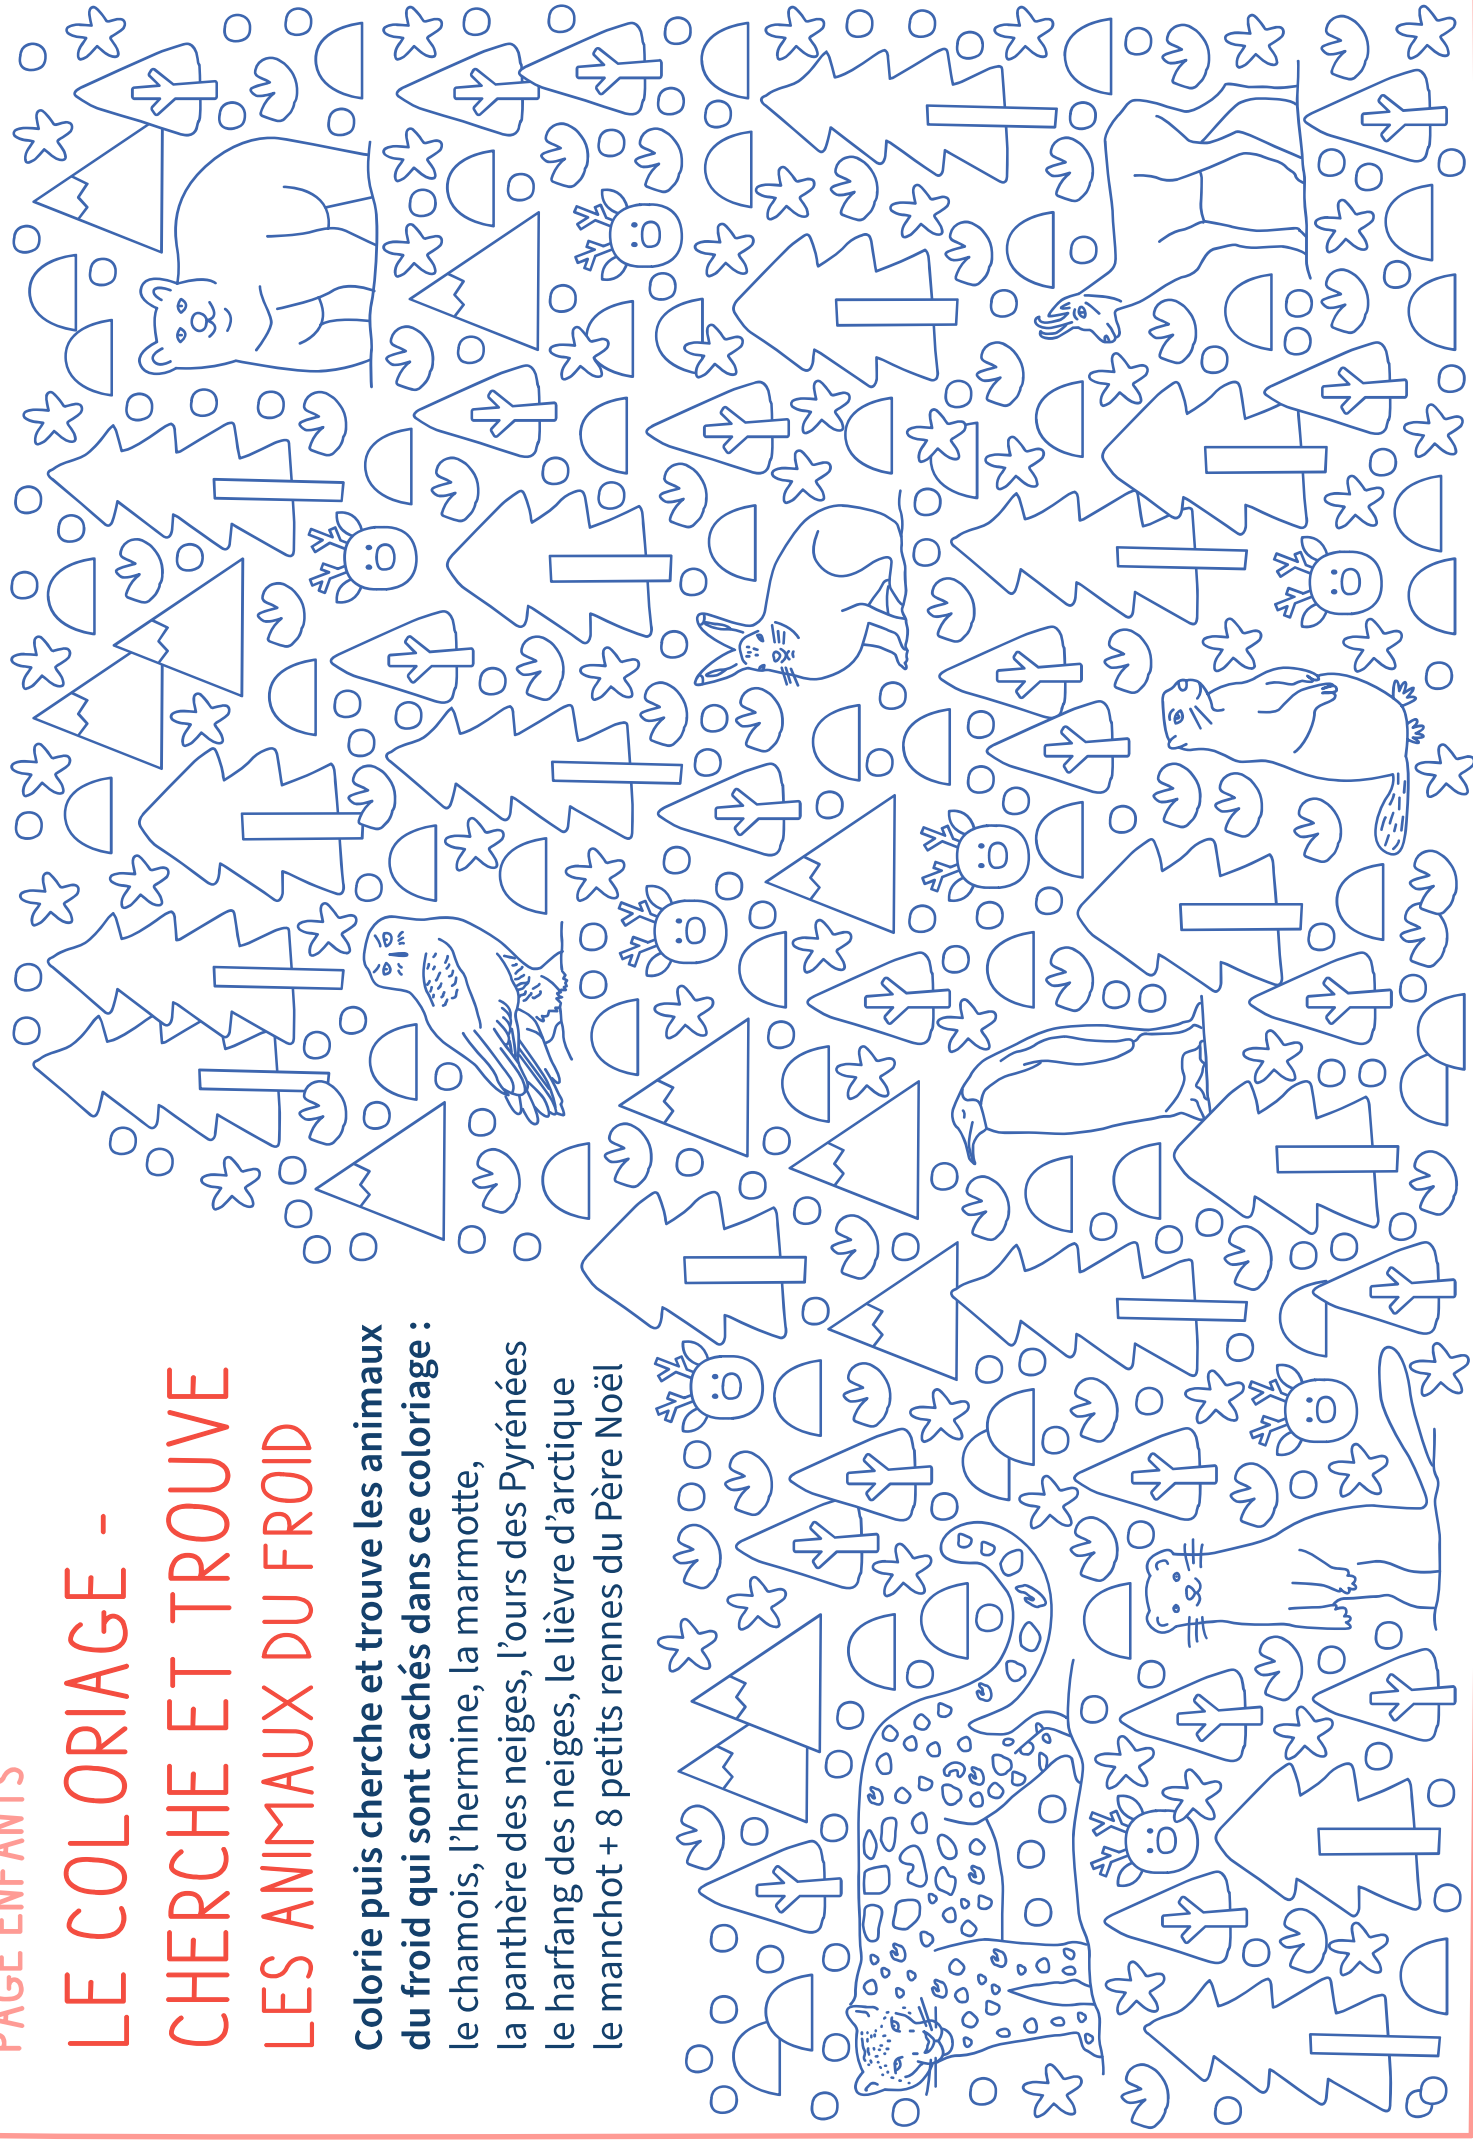 PAGE ENFANTS
LE COLORIAGE -
CHERCHE ET TROUVE
LES ANIMAUX DU FROID
Colorie puis cherche et trouve les animaux
du froid qui sont cachés dans ce coloriage :
le chamois, l'hermine, la marmotte,
la panthère des neiges, l'ours des Pyrénées
le harfang des neiges, le lièvre d'arctique
le manchot + 8 petits rennes du Père Noël